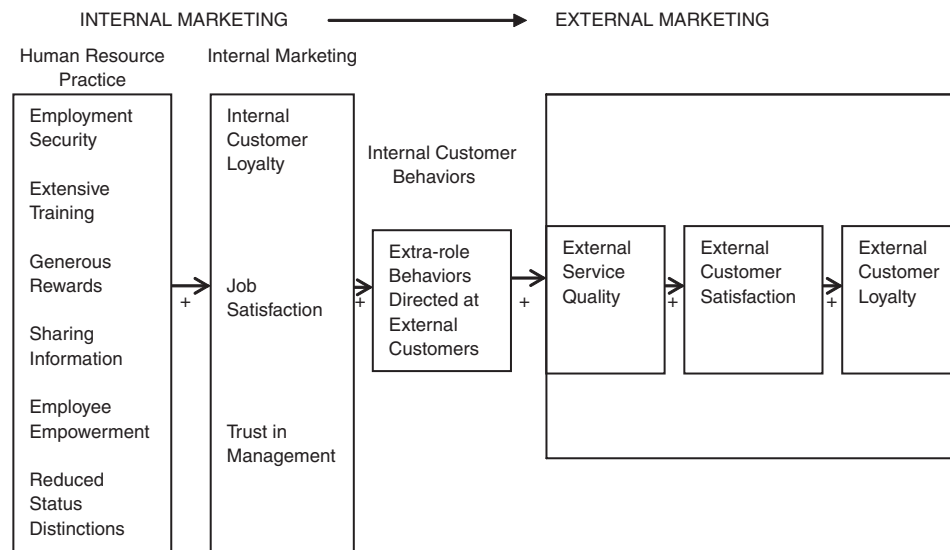 INTERNAL MARKETING
EXTERNAL MARKETING
Human Resource
Practice
Employment
Security
Extensive
Training
Generous
Rewards
Sharing
Information
Employee
Empowerment
Reduced
Status
Distinctions
+
Internal Marketing
Internal
Customer
Loyalty
Job
Satisfaction
Trust in
Management
+
Internal Customer
Behaviors
Extra-role
Behaviors
Directed at
External
Customers
+
External
Service
Quality
+
External
Customer
Satisfaction
+
External
Customer
Loyalty